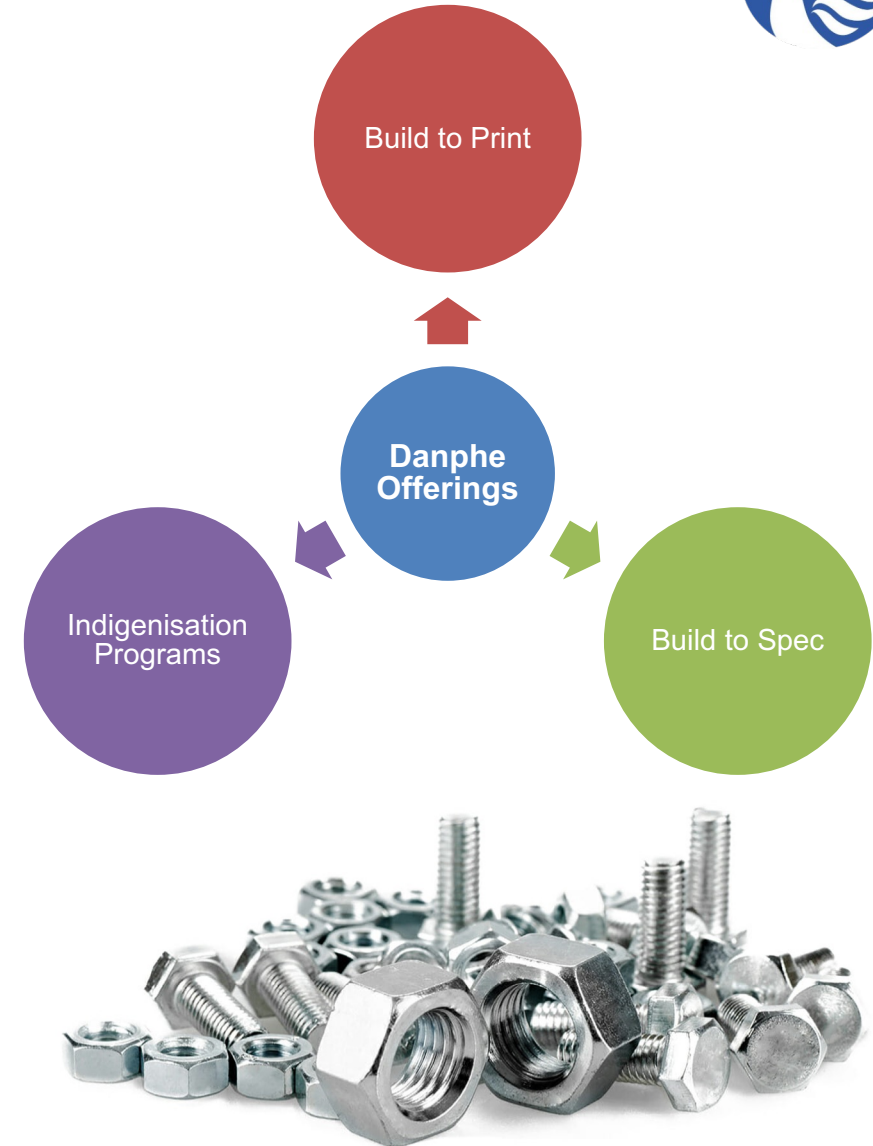 Build to Print
Danphe
Offerings
Indigenisation
Programs
Build to Spec